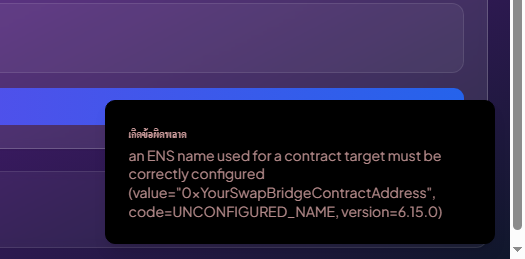 เกิดข้อผิดพลาด
an ENS name used for a contract target must be
correctly configured
(value="0xYourSwapBridgeContractAddress",
code=UNCONFIGURED_NAME, version=6.15.0)